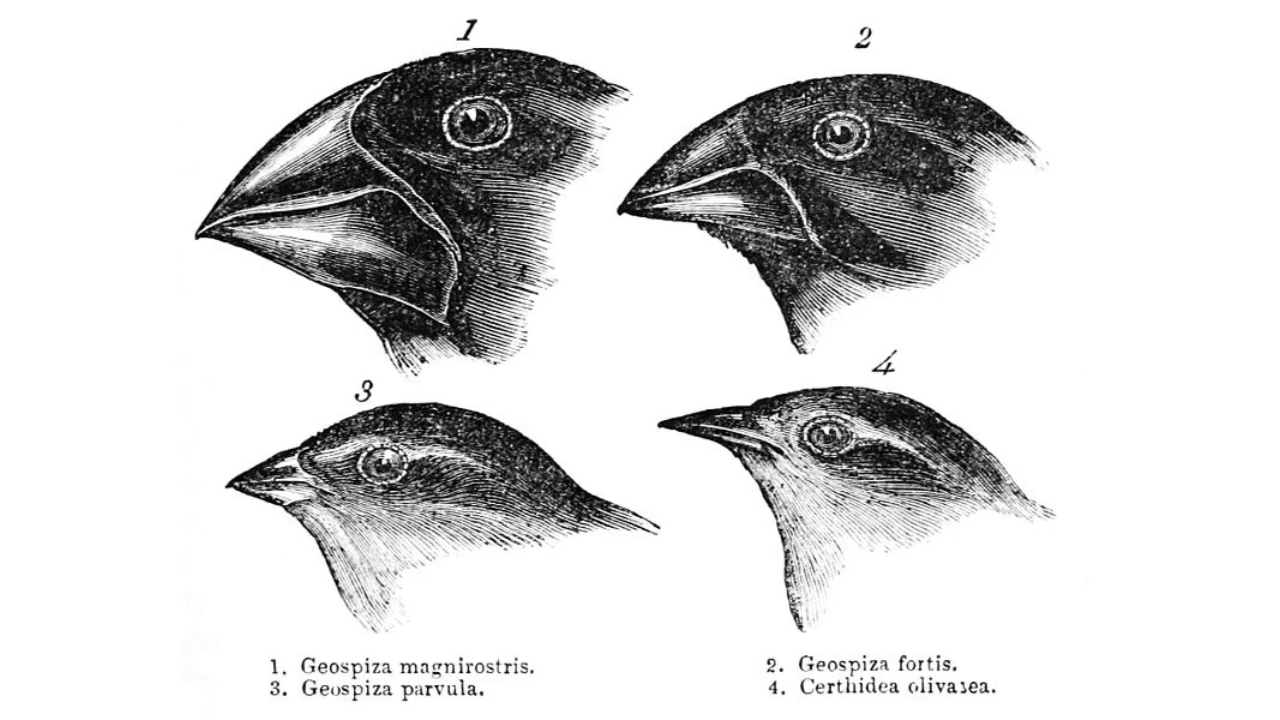 1
2
3
4
1. Geospiza magnirostris.
2. Geospiza fortis.
3. Geospiza parvula.
4. Certhidea olivasea.